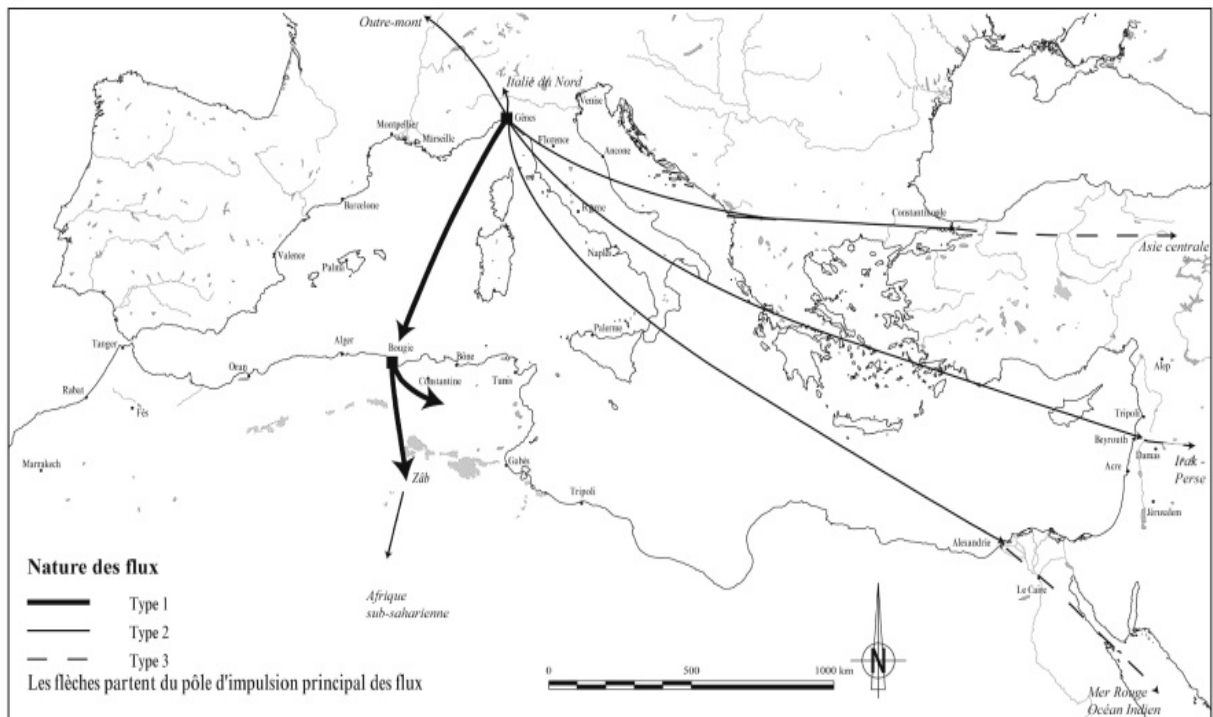 Outre-mont
Italie du Nord
Venise
Gênes
Montpellier
Marseille
Florence
Ancone
Barcelone
Rome
Constantinople
Asie centrale
Valence
Palma
Naples
Tanger
Alger
Bougie
Bône
Palerme
Oran
Constantine
Tunis
Alep
Rabat
Fès
Tripoli
Beyrouth
Damas
Irak -
Perse
Marrakech
Gabès
Acre
Zâb
Tripoli
Jérusalem
Alexandrie
Le Caire
Afrique
sub-saharienne
Nature des flux
Type 1
Type 2
Type 3
Les flèches partent du pôle d'impulsion principal des flux
0 500 1000 km
N
Mer Rouge
Océan Indien